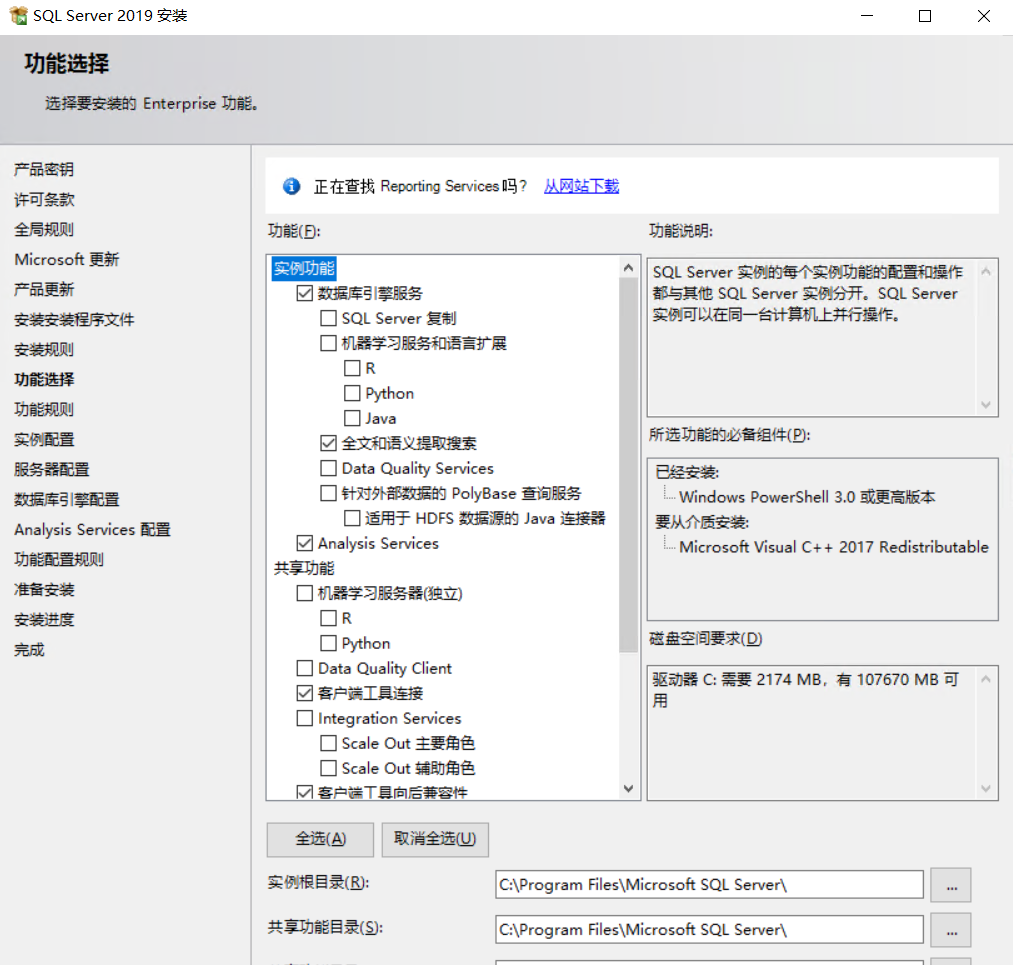 SQL Server 2019 安装
功能选择
选择要安装的 Enterprise 功能。
产品密钥
许可条款
全局规则
Microsoft 更新
产品更新
安装安装程序文件
安装规则
功能选择
功能规则
实例配置
服务器配置
数据库引擎配置
Analysis Services 配置
功能配置规则
准备安装
安装进度
完成
正在查找 Reporting Services 吗? 从网站下载
功能(F):
实例功能
数据库引擎服务
SQL Server 复制
机器学习服务和语言扩展
R
Python
Java
全文和语义提取搜索
Data Quality Services
针对外部数据的 PolyBase 查询服务
适用于 HDFS 数据源的 Java 连接器
Analysis Services
共享功能
机器学习服务器(独立)
R
Python
Data Quality Client
客户端工具连接
Integration Services
Scale Out 主要角色
Scale Out 辅助角色
客户端工具向后兼容性
功能说明:
SQL Server 实例的每个实例功能的配置和操作
都与其他 SQL Server 实例分开。SQL Server
实例可以在同一台计算机上并行操作。
所选功能的必备组件(P):
已经安装:
Windows PowerShell 3.0 或更高版本
要从介质安装:
Microsoft Visual C++ 2017 Redistributable
磁盘空间要求(D)
驱动器 C: 需要 2174 MB，有 107670 MB 可
用
全选(A) 取消全选(U)
实例根目录(R): C:\Program Files\Microsoft SQL Server\ ...
共享功能目录(S): C:\Program Files\Microsoft SQL Server\ ...